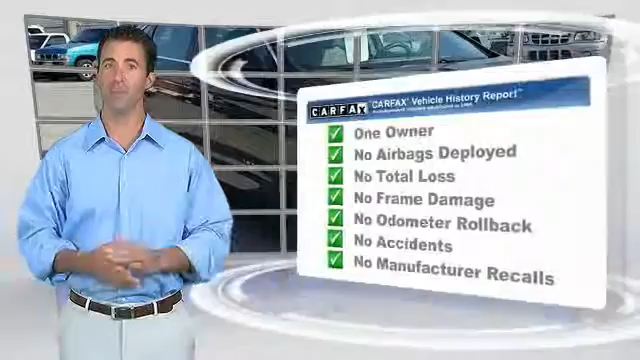 CARFAX CARFAX Vehicle History Report™
One Owner
No Airbags Deployed
No Total Loss
No Frame Damage
No Odometer Rollback
No Accidents
No Manufacturer Recalls